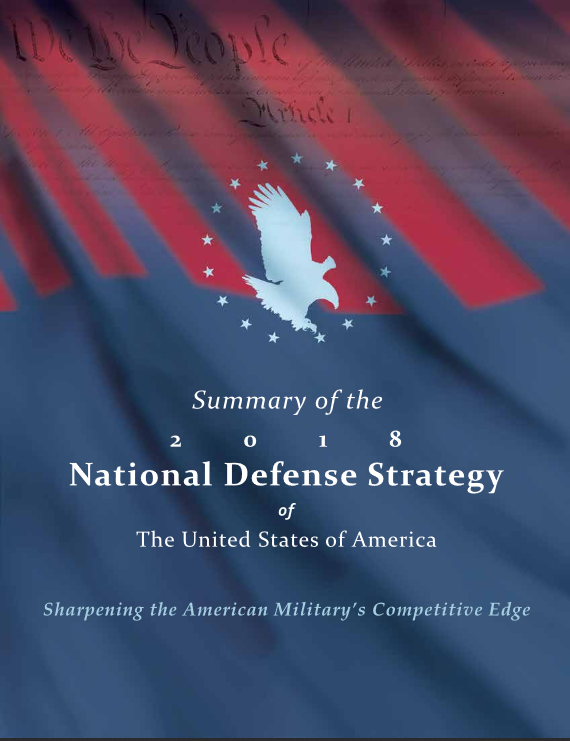 We the People
Article 1
Summary of the
2 0 1 8
National Defense Strategy
of
The United States of America
Sharpening the American Military's Competitive Edge